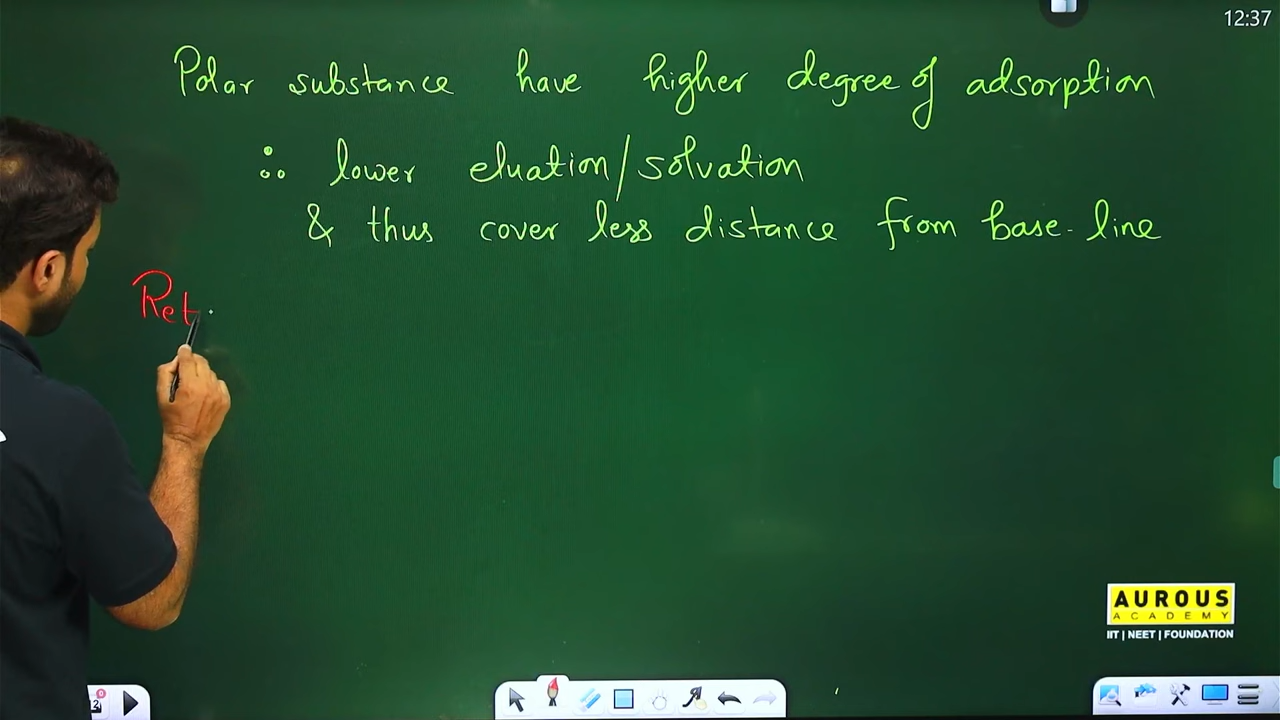 12:37
Polar substance have higher degree of adsorption
∴ lower eluation/solvation
& thus cover less distance from base-line
Ret
AUROUS
ACADEMY
IIT | NEET | FOUNDATION